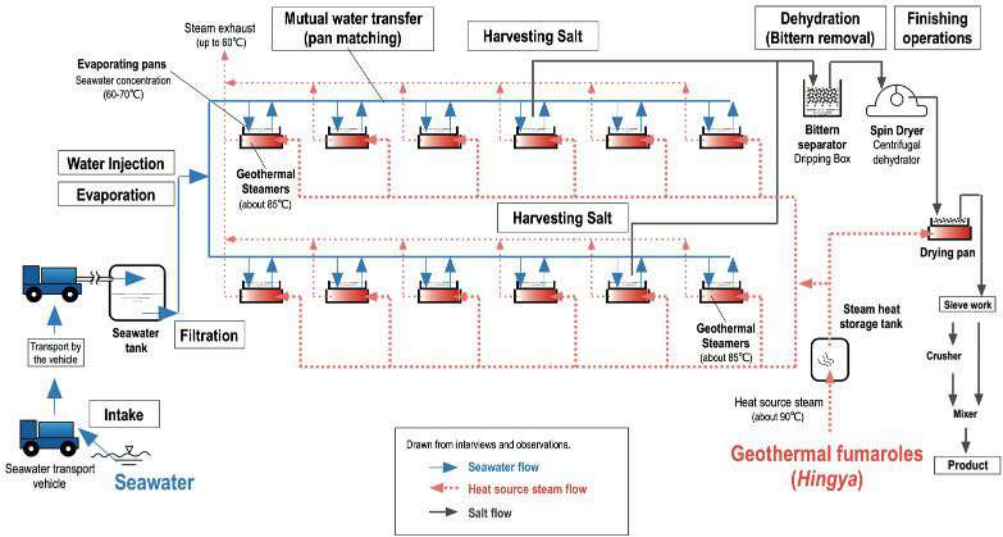 Steam exhaust
(up to 60℃)
Mutual water transfer
(pan matching)
Harvesting Salt
Dehydration
(Bittern removal)
Finishing
operations
Evaporating pans
Seawater concentration
(60-70℃)
Bittern
separator
Dripping Box
Spin Dryer
Centrifugal
dehydrator
Water Injection
Evaporation
Geothermal
Steamers
(about 85℃)
Harvesting Salt
Drying pan
Seawater
tank
Filtration
Geothermal
Steamers
(about 85℃)
Steam heat
storage tank
Sieve work
Transport by
the vehicle
Crusher
Intake
Heat source steam
(about 90℃)
Mixer
Seawater transport
vehicle
Seawater
Drawn from interviews and observations.
Seawater flow
Heat source steam flow
Salt flow
Geothermal fumaroles
(Hingya)
Product